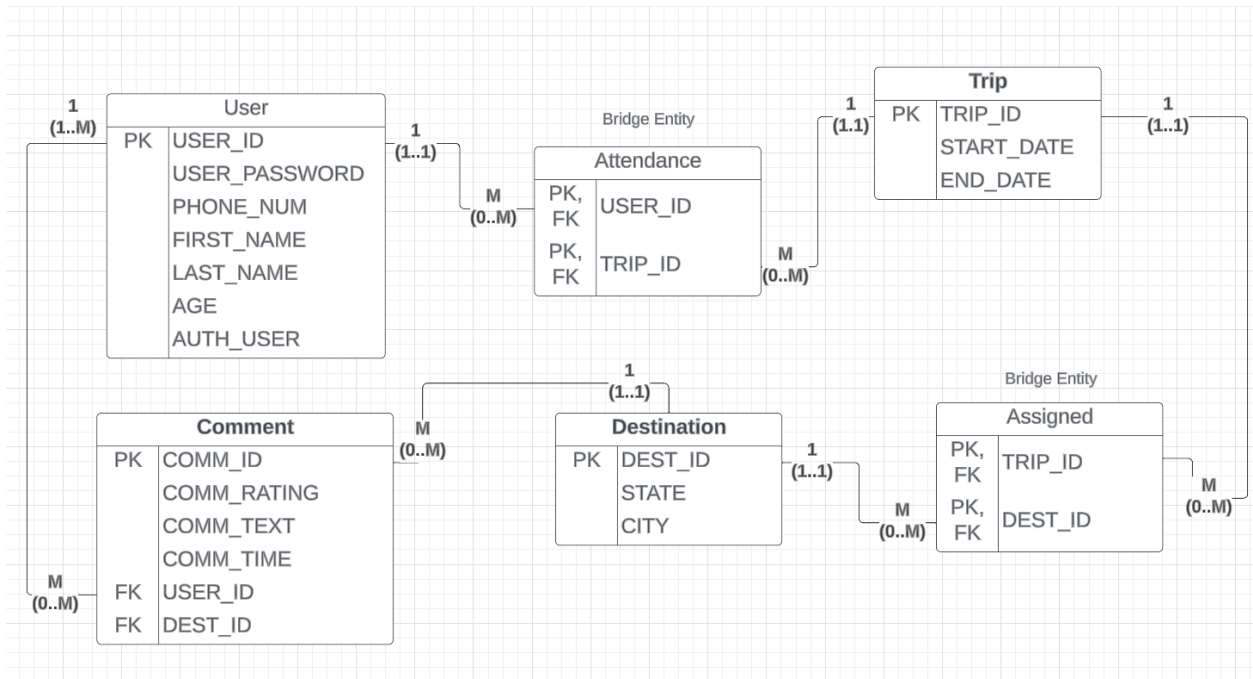 1
(1..M)
User
PK USER_ID
USER_PASSWORD
PHONE_NUM
FIRST_NAME
LAST_NAME
AGE
AUTH_USER
1
(1..1)
M
(0..M)
Bridge Entity
Attendance
PK,
FK
USER_ID
PK,
FK
TRIP_ID
M
(0..M)
1
(1..1)
Trip
PK TRIP_ID
START_DATE
END_DATE
1
(1..1)
Comment
PK COMM_ID
COMM_RATING
COMM_TEXT
COMM_TIME
FK USER_ID
FK DEST_ID
M
(0..M)
M
(0..M)
1
(1..1)
Destination
PK DEST_ID
STATE
CITY
1
(1..1)
M
(0..M)
Bridge Entity
Assigned
PK,
FK
TRIP_ID
PK,
FK
DEST_ID
M
(0..M)